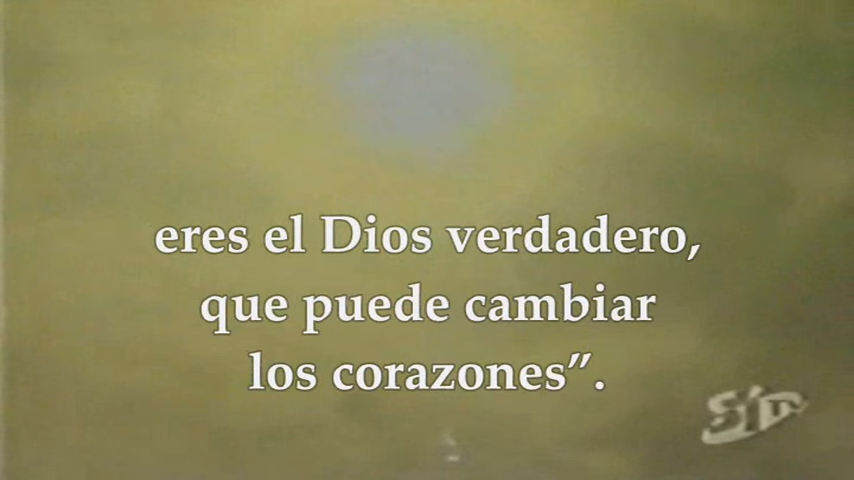 eres el Dios verdadero,
que puede cambiar
los corazones”.